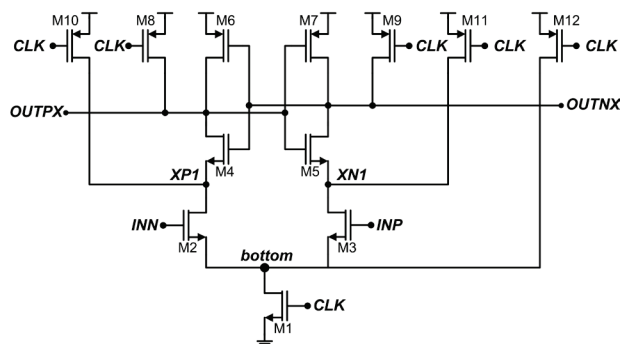 M10 M8 M6 M7 M9 M11 M12
CLK CLK CLK CLK CLK
OUTPX OUTNX
M4 M5
XP1 XN1
INN INP
M2 M3
bottom
CLK
M1